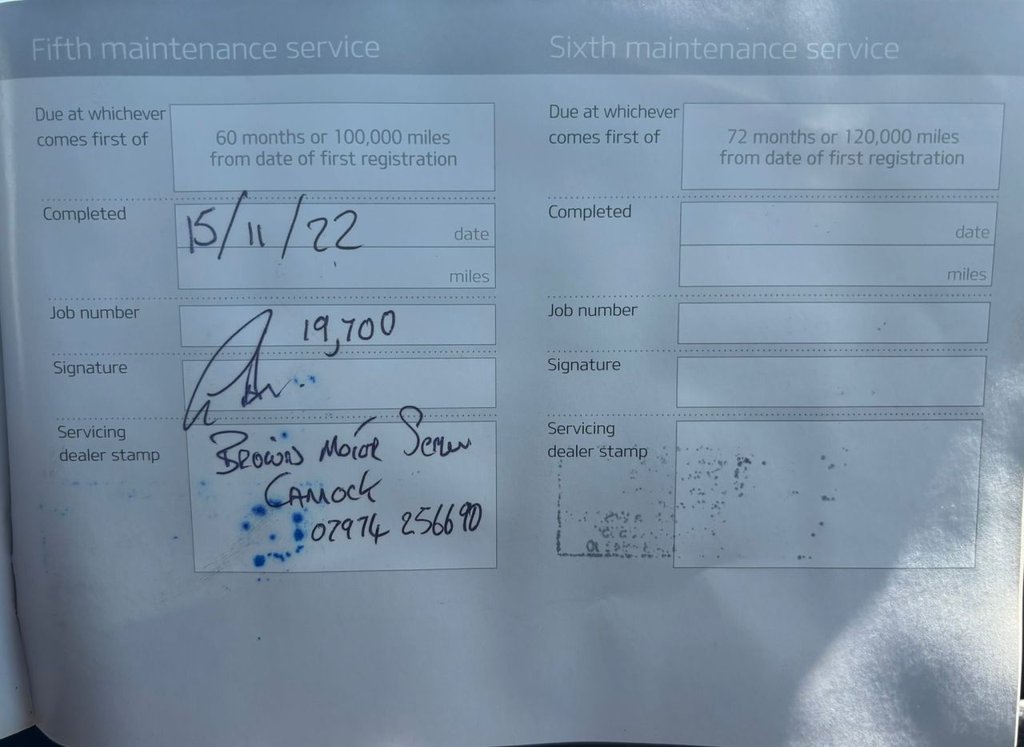 Fifth maintenance service
Due at whichever
comes first of
60 months or 100,000 miles
from date of first registration
Completed
15/11/22
date
miles
Job number
19,700
Signature
Servicing
dealer stamp
Motor
07974 256690
Sixth maintenance service
Due at whichever
comes first of
72 months or 120,000 miles
from date of first registration
Completed
date
miles
Job number
Signature
Servicing
dealer stamp